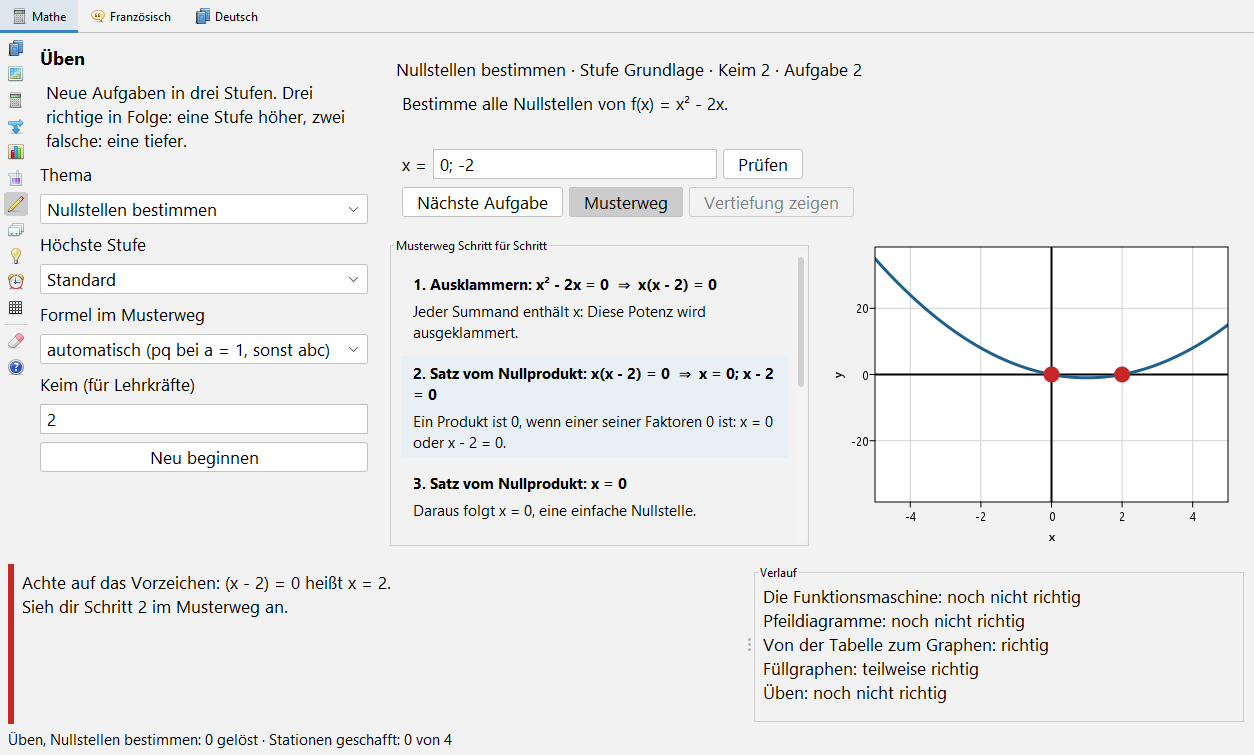 Mathe
Französisch
Deutsch
Üben
Neue Aufgaben in drei Stufen. Drei
richtige in Folge: eine Stufe höher, zwei
falsche: eine tiefer.
Thema
Nullstellen bestimmen
Höchste Stufe
Standard
Formel im Musterweg
automatisch (pq bei a = 1, sonst abc)
Keim (für Lehrkräfte)
2
Neu beginnen
Nullstellen bestimmen · Stufe Grundlage · Keim 2 · Aufgabe 2
Bestimme alle Nullstellen von f(x) = x² - 2x.
x = 0; -2 Prüfen
Nächste Aufgabe Musterweg Vertiefung zeigen
Musterweg Schritt für Schritt
1. Ausklammern: x² - 2x = 0 ⇒ x(x - 2) = 0
Jeder Summand enthält x: Diese Potenz wird
ausgeklammert.
2. Satz vom Nullprodukt: x(x - 2) = 0 ⇒ x = 0; x - 2
= 0
Ein Produkt ist 0, wenn einer seiner Faktoren 0 ist: x = 0
oder x - 2 = 0.
3. Satz vom Nullprodukt: x = 0
Daraus folgt x = 0, eine einfache Nullstelle.
20
0
-20
y
-4 -2 0 2 4
x
Achte auf das Vorzeichen: (x - 2) = 0 heißt x = 2.
Sieh dir Schritt 2 im Musterweg an.
Verlauf
Die Funktionsmaschine: noch nicht richtig
Pfeildiagramme: noch nicht richtig
Von der Tabelle zum Graphen: richtig
Füllgraphen: teilweise richtig
Üben: noch nicht richtig
Üben, Nullstellen bestimmen: 0 gelöst · Stationen geschafft: 0 von 4